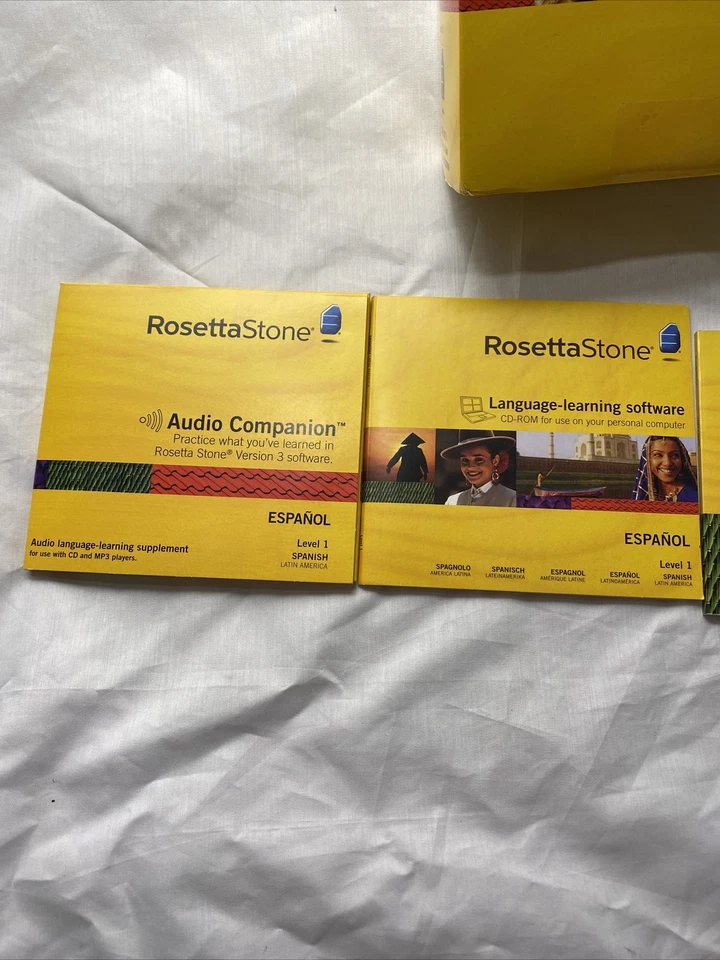 RosettaStone®
Audio Companion™
Practice what you've learned in
Rosetta Stone® Version 3 software.
ESPAÑOL
Audio language-learning supplement
for use with CD and MP3 players.
Level 1
SPANISH
LATIN AMERICA
RosettaStone®
Language-learning software
CD-ROM for use on your personal computer
ESPAÑOL
Level 1
SPAGNOLO
AMERICA LATINA
SPANISCH
LATEINAMERIKA
ESPAGNOL
AMÉRIQUE LATINE
ESPAÑOL
LATINOAMÉRICA
SPANISH
LATIN AMERICA